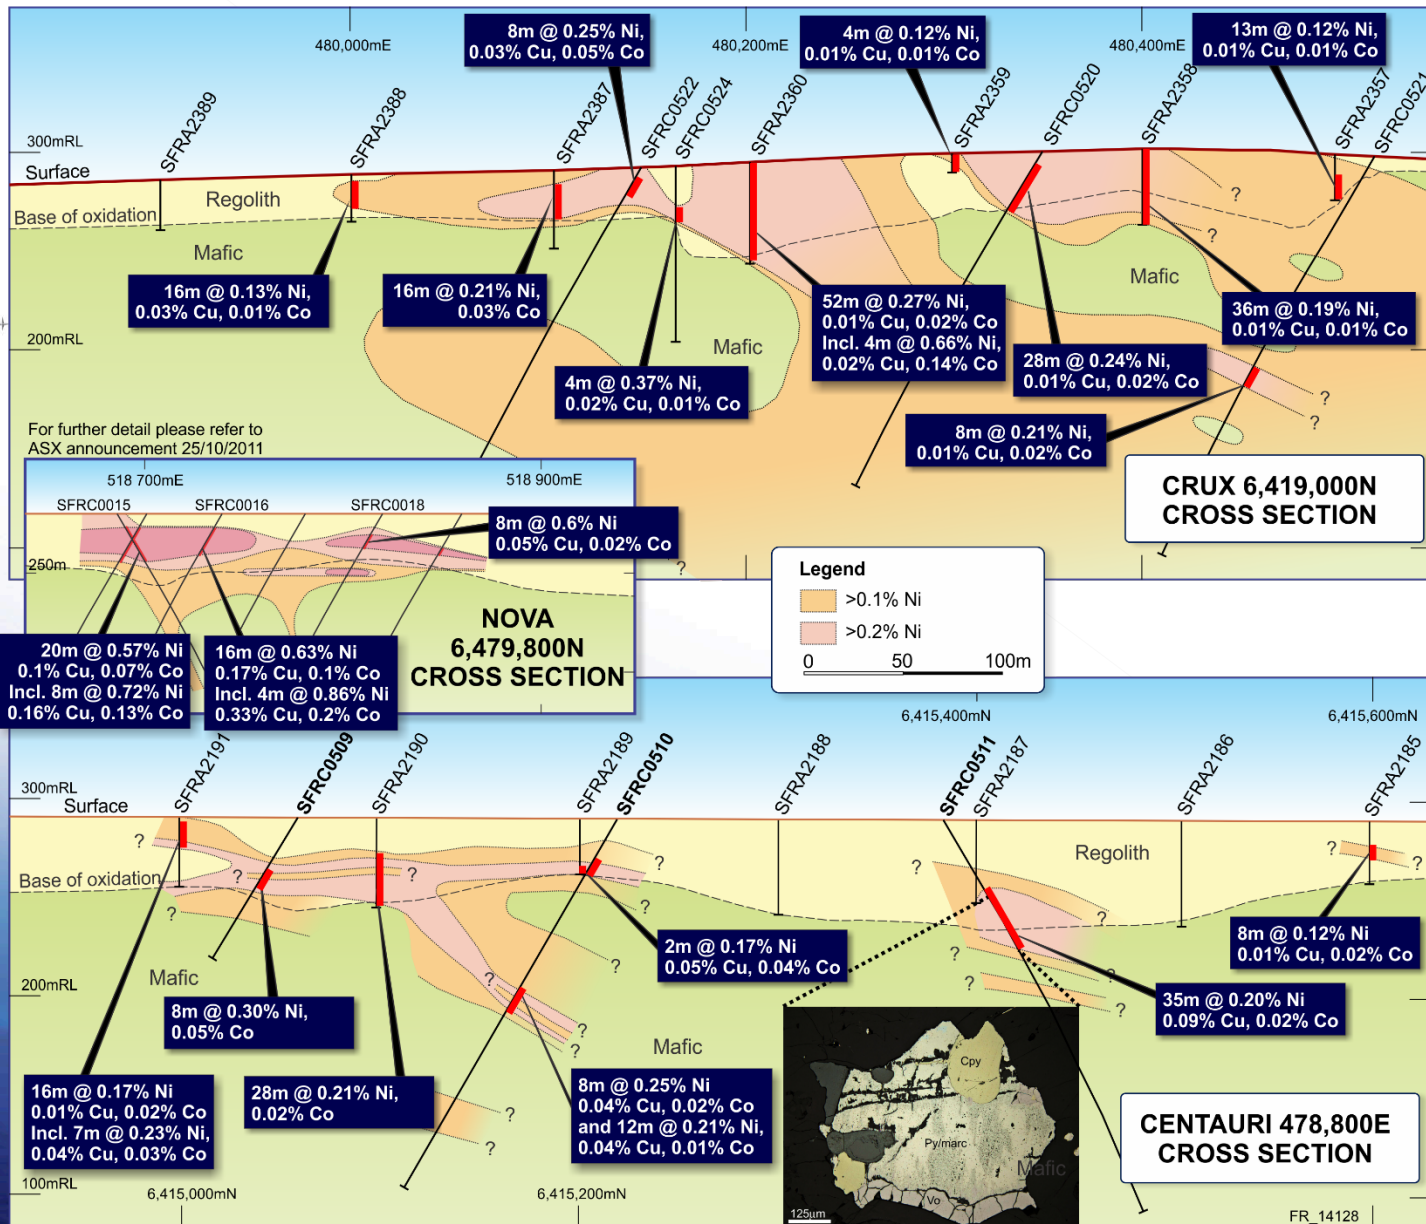 8m @ 0.25% Ni,
0.03% Cu, 0.05% Co
4m @ 0.12% Ni,
0.01% Cu, 0.01% Co
13m @ 0.12% Ni,
0.01% Cu, 0.01% Co
480,000mE
480,200mE
480,400mE
SFRA2389
SFRA2388
SFRA2387
SFRC0522
SFRC0524
SFRA2360
SFRA2359
SFRC0520
SFRA2358
SFRA2357
SFRC0521
300mRL
Surface
Regolith
Base of oxidation
Mafic
?
?
Mafic
16m @ 0.13% Ni,
0.03% Cu, 0.01% Co
16m @ 0.21% Ni,
0.03% Co
52m @ 0.27% Ni,
0.01% Cu, 0.02% Co
Incl. 4m @ 0.66% Ni,
0.02% Cu, 0.14% Co
36m @ 0.19% Ni,
0.01% Cu, 0.01% Co
200mRL
Mafic
28m @ 0.24% Ni,
0.01% Cu, 0.02% Co
4m @ 0.37% Ni,
0.02% Cu, 0.01% Co
?
?
8m @ 0.21% Ni,
0.01% Cu, 0.02% Co
CRUX 6,419,000N
CROSS SECTION
?
For further detail please refer to
ASX announcement 25/10/2011
518 700mE
518 900mE
SFRC0015
SFRC0016
SFRC0018
8m @ 0.6% Ni
0.05% Cu, 0.02% Co
250m
NOVA
6,479,800N
CROSS SECTION
20m @ 0.57% Ni
0.1% Cu, 0.07% Co
Incl. 8m @ 0.72% Ni
0.16% Cu, 0.13% Co
16m @ 0.63% Ni
0.17% Cu, 0.1% Co
Incl. 4m @ 0.86% Ni
0.33% Cu, 0.2% Co
Legend
>0.1% Ni
>0.2% Ni
0 50 100m
6,415,400mN
6,415,600mN
SFRA2191
SFRC0509
SFRA2190
SFRA2189
SFRC0510
SFRA2188
SFRC0511
SFRA2187
SFRA2186
SFRA2185
300mRL
Surface
?
?
?
?
?
?
Regolith
Base of oxidation
?
?
?
?
?
?
?
?
?
?
2m @ 0.17% Ni
0.05% Cu, 0.04% Co
8m @ 0.12% Ni
0.01% Cu, 0.02% Co
Mafic
200mRL
8m @ 0.30% Ni,
0.05% Co
35m @ 0.20% Ni
0.09% Cu, 0.02% Co
Mafic
16m @ 0.17% Ni
0.01% Cu, 0.02% Co
Incl. 7m @ 0.23% Ni,
0.04% Cu, 0.03% Co
28m @ 0.21% Ni,
0.02% Co
?
?
8m @ 0.25% Ni
0.04% Cu, 0.02% Co
and 12m @ 0.21% Ni,
0.04% Cu, 0.01% Co
Cpy
Py/marc
Mafic
Vo
125µm
CENTAURI 478,800E
CROSS SECTION
100mRL
6,415,000mN
6,415,200mN
FR_14128